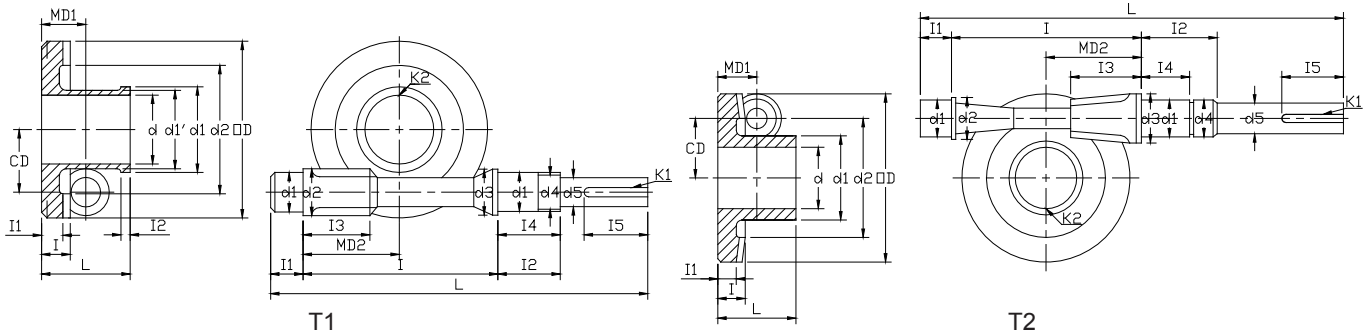 MD1
CD
d d1' d1 d2 □D
I1 I2
I
L
K2
d1 d2 d3 d1 d4 d5 K1
I3 I4 I5
MD2
I1 I I2
L
T1
MD1
CD
d d1 d2 □D
I1
I
L
L
I1 I I2
MD2
I3 I4 I5
K1
d1 d2 d3 d1 d4 d5
K2
T2